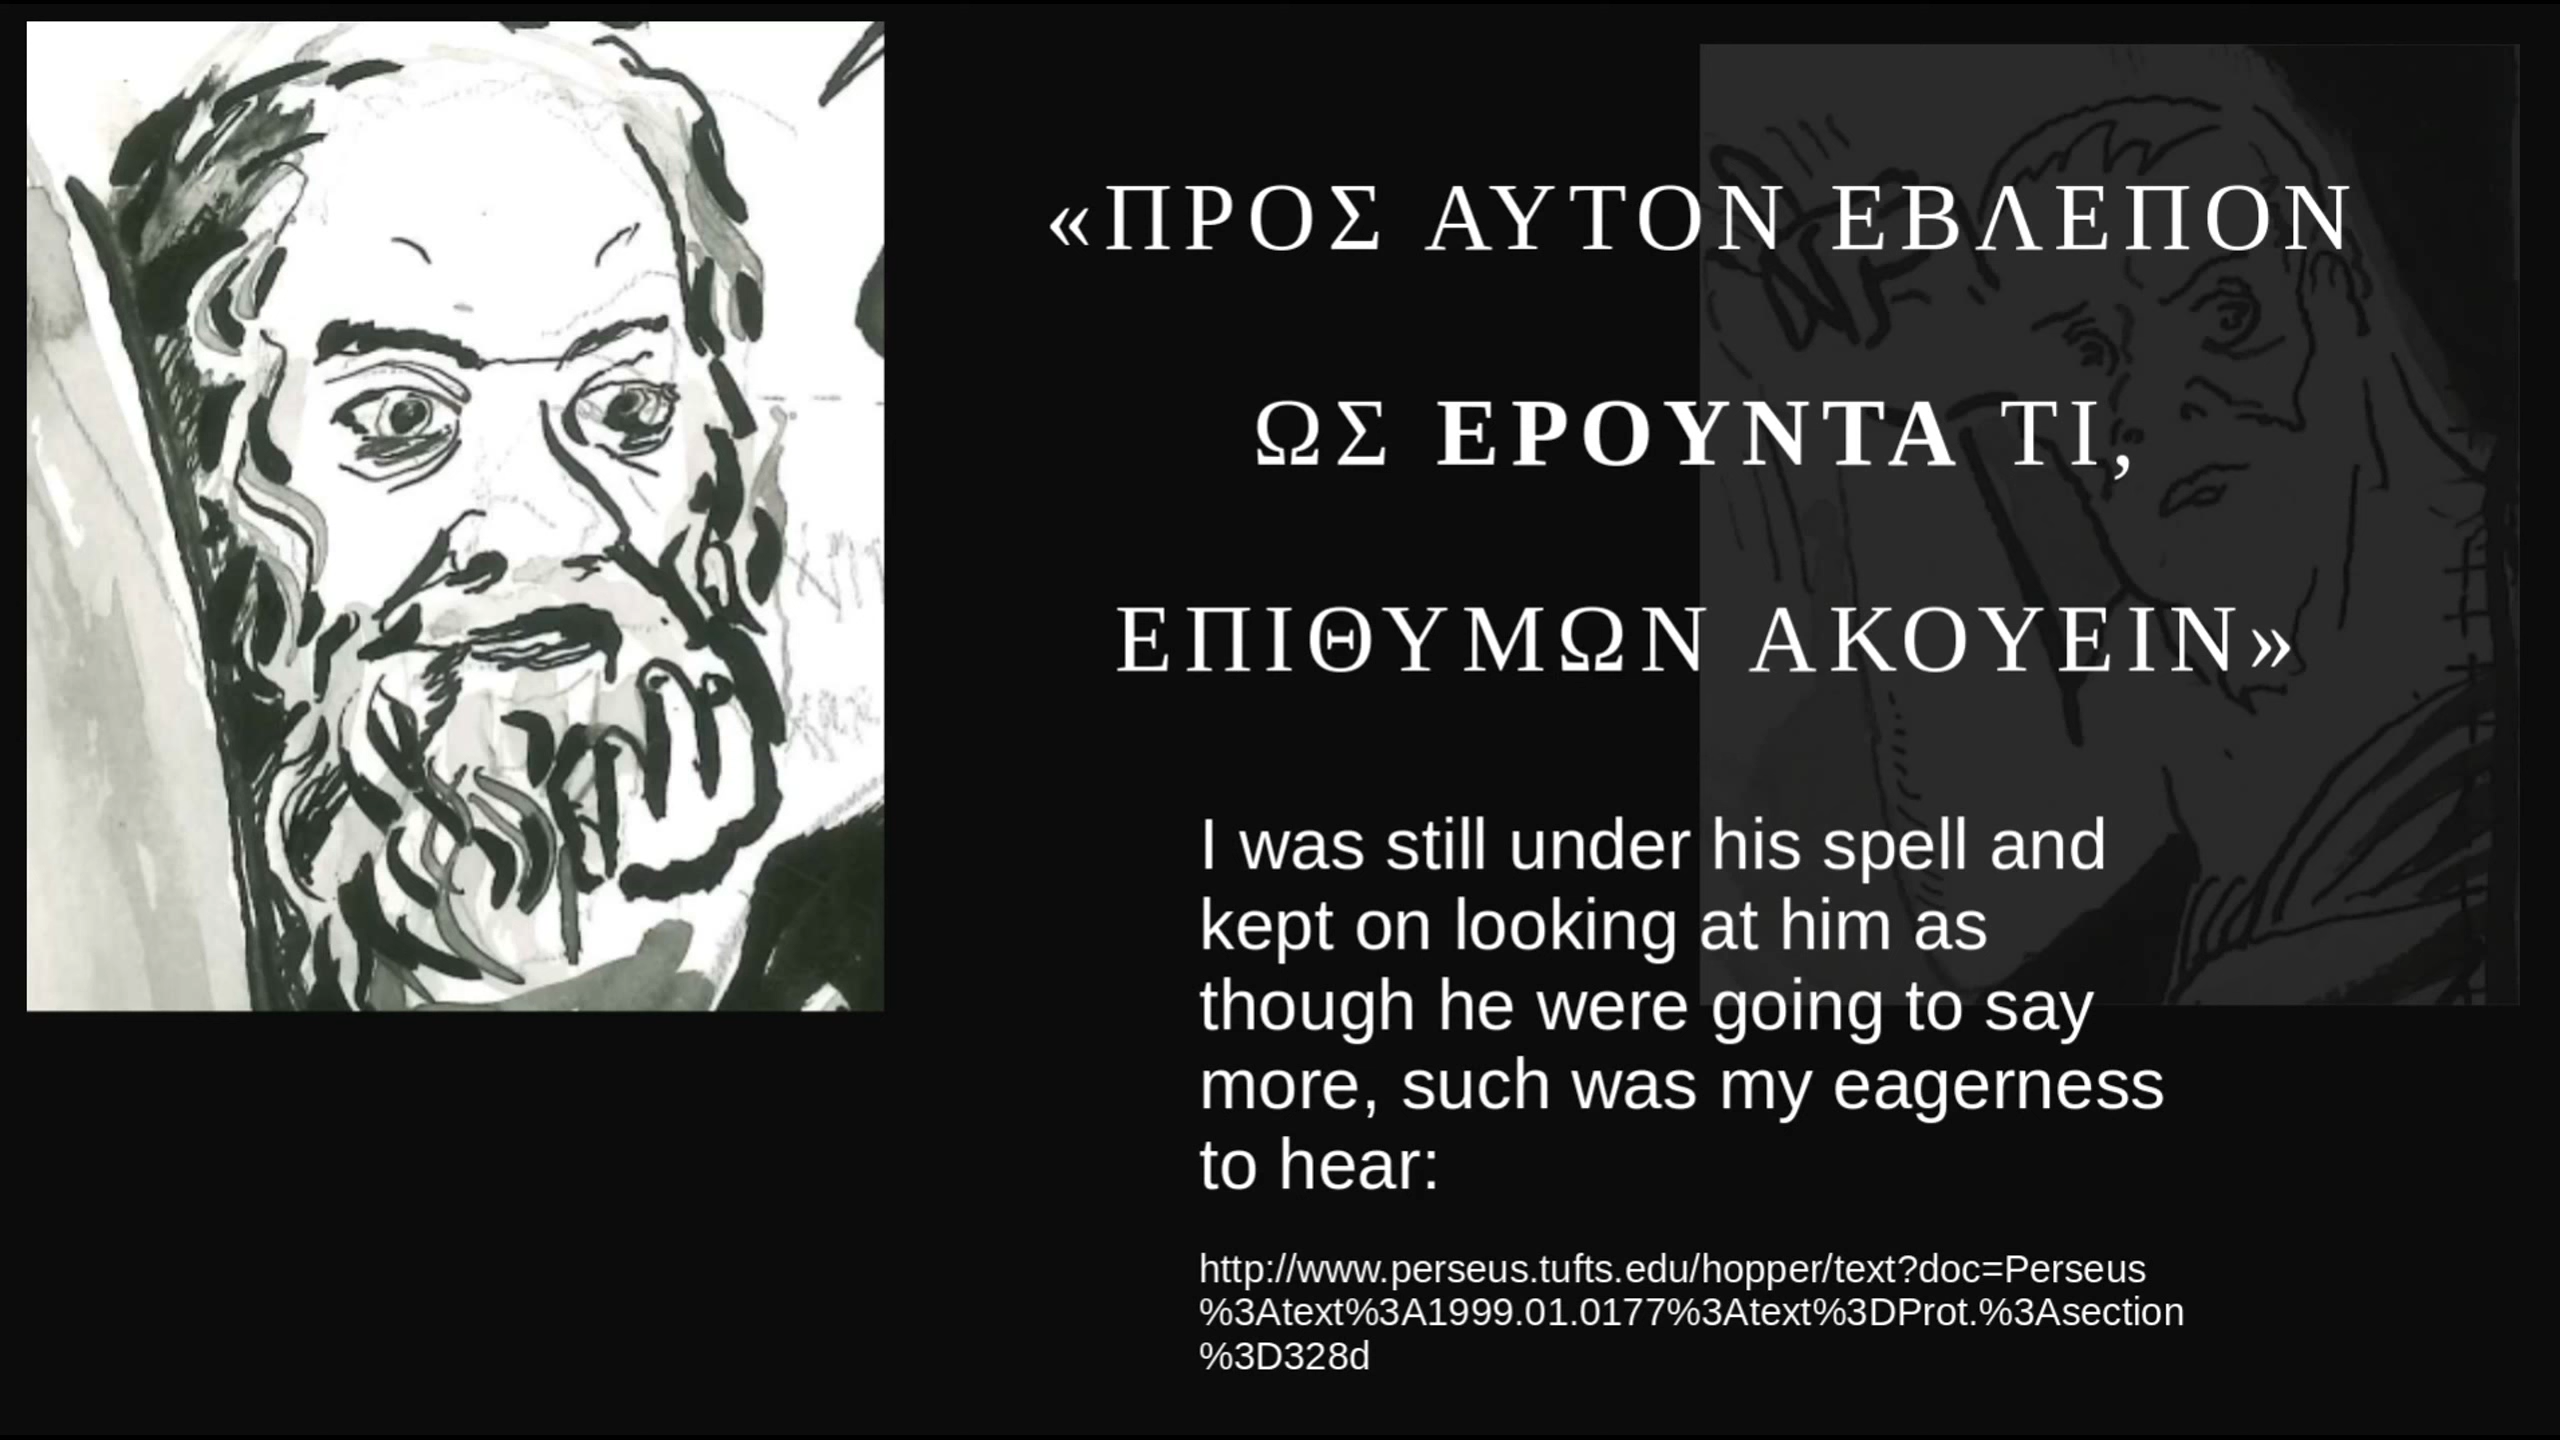 «ΠΡΟΣ ΑΥΤΟΝ ΕΒΛΕΠΟΝ
ΩΣ ΕΡΟΥΝΤΑ ΤΙ,
ΕΠΙΘΥΜΩΝ ΑΚΟΥΕΙΝ»
I was still under his spell and
kept on looking at him as
though he were going to say
more, such was my eagerness
to hear:
http://www.perseus.tufts.edu/hopper/text?doc=Perseus
%3Atext%3A1999.01.0177%3Atext%3DProt.%3Asection
%3D328d